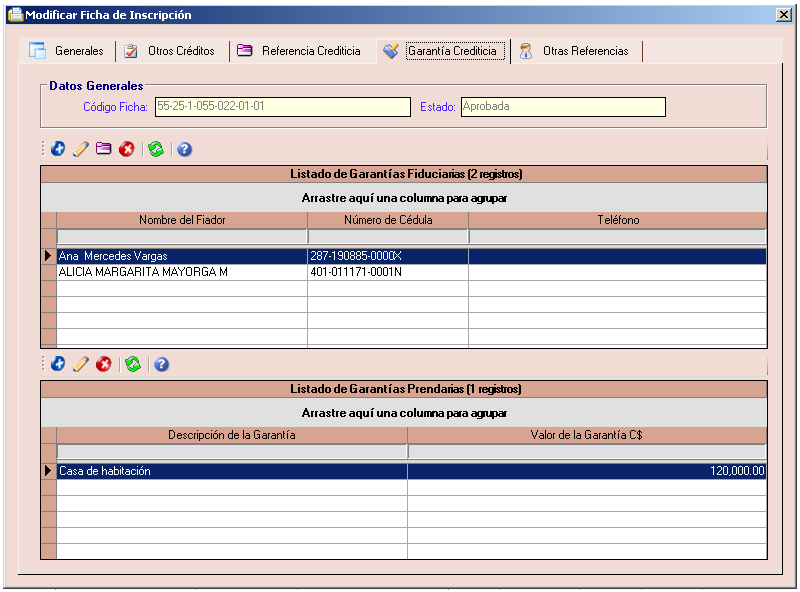 Modificar Ficha de Inscripción
Generales Otros Créditos Referencia Crediticia Garantía Crediticia Otras Referencias
Datos Generales
Código Ficha: 55-25-1-055-022-01-01 Estado: Aprobada
Listado de Garantías Fiduciarias (2 registros)
Arrastre aquí una columna para agrupar
Nombre del Fiador Número de Cédula Teléfono
Ana Mercedes Vargas 287-190885-0000X
ALICIA MARGARITA MAYORGA M 401-011171-0001N
Listado de Garantías Prendarias (1 registros)
Arrastre aquí una columna para agrupar
Descripción de la Garantía Valor de la Garantía C$
Casa de habitación 120,000.00